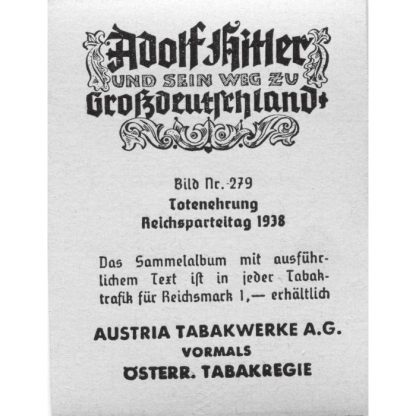 Adolf Hitler
UND SEIN WEG ZU
Großdeutschland
Bild Nr. 279
Totenehrung
Reichsparteitag 1938
Das Sammelalbum mit ausführ-
lichem Text ist in jeder Tabak-
trafik für Reichsmark 1,— erhältlich
AUSTRIA TABAKWERKE A.G.
VORMALS
ÖSTERR. TABAKREGIE